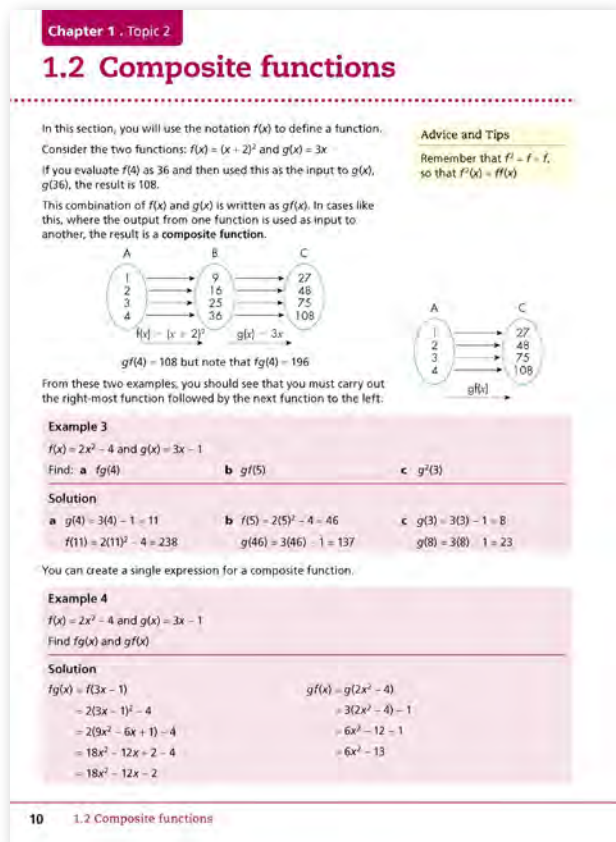 Chapter 1 . Topic 2
1.2 Composite functions
In this section, you will use the notation f(x) to define a function.
Consider the two functions: f(x) = (x + 2)² and g(x) = 3x
If you evaluate f(4) as 36 and then used this as the input to g(x),
g(36), the result is 108.
This combination of f(x) and g(x) is written as gf(x). In cases like
this, where the output from one function is used as input to
another, the result is a composite function.
Advice and Tips
Remember that f² = f × f,
so that f²(x) = ff(x)
A B C
1 9 27
2 16 48
3 25 75
4 36 108
f(x) = (x + 2)² g(x) = 3x
gf(4) = 108 but note that fg(4) = 196
A C
1 27
2 48
3 75
4 108
gf(x)
From these two examples, you should see that you must carry out
the right-most function followed by the next function to the left.
Example 3
f(x) = 2x² – 4 and g(x) = 3x – 1
Find: a fg(4) b gf(5) c g²(3)
Solution
a g(4) = 3(4) – 1 = 11 b f(5) = 2(5)² – 4 = 46 c g(3) = 3(3) – 1 = 8
f(11) = 2(11)² – 4 = 238 g(46) = 3(46) – 1 = 137 g(8) = 3(8) – 1 = 23
You can create a single expression for a composite function.
Example 4
f(x) = 2x² – 4 and g(x) = 3x – 1
Find fg(x) and gf(x)
Solution
fg(x) = f(3x – 1) gf(x) = g(2x² – 4)
= 2(3x – 1)² – 4 = 3(2x² – 4) – 1
= 2(9x² – 6x + 1) – 4 = 6x² – 12 – 1
= 18x² – 12x + 2 – 4 = 6x² – 13
= 18x² – 12x – 2
10 1.2 Composite functions